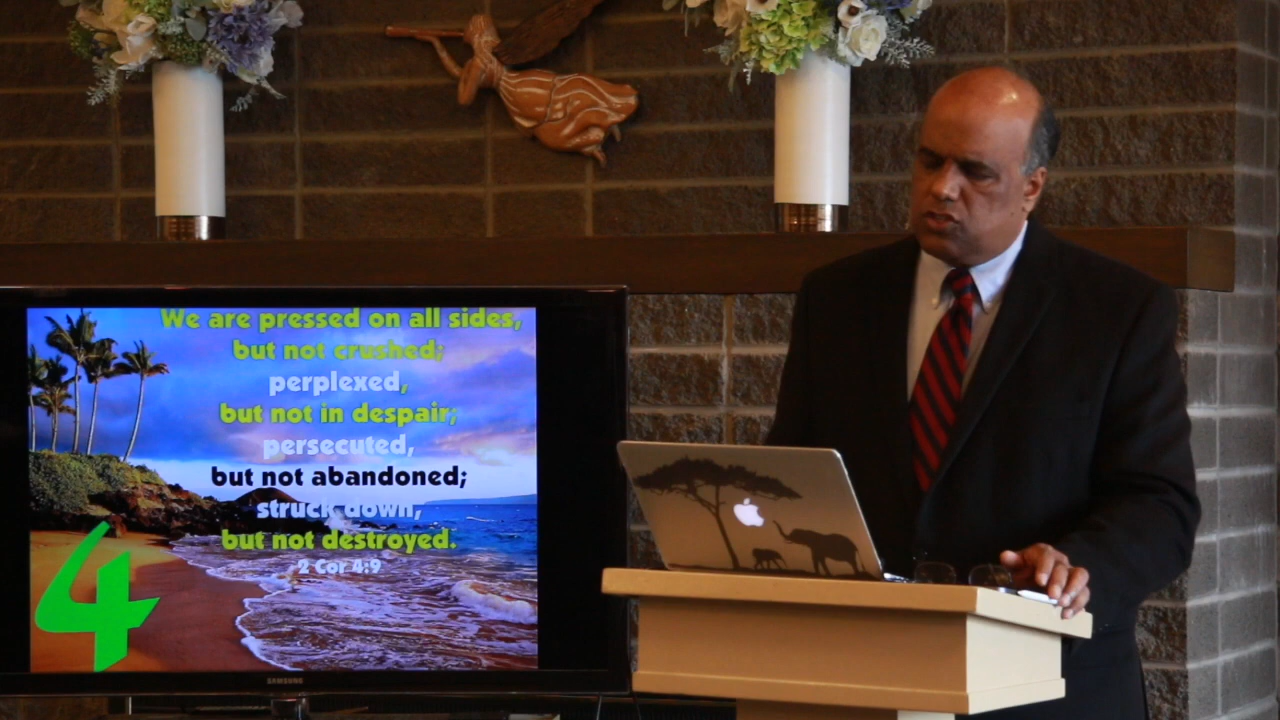 We are pressed on all sides,
but not crushed;
perplexed,
but not in despair;
persecuted,
but not abandoned;
struck down,
but not destroyed.
2 Cor 4:9
4
SAMSUNG